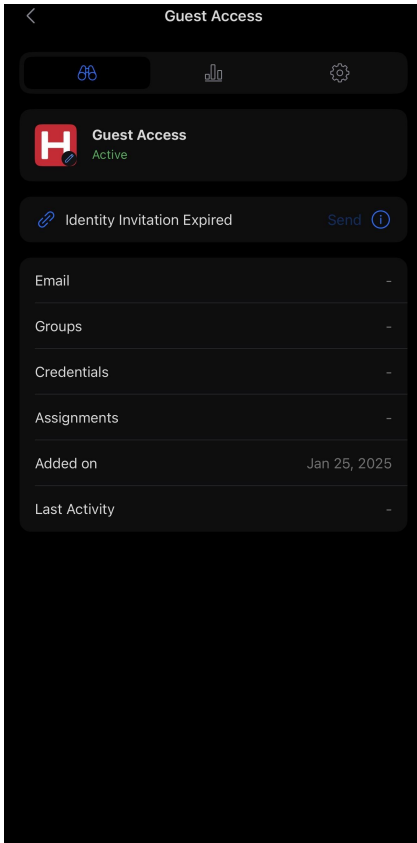 Guest Access
H
Guest Access
Active
Identity Invitation Expired Send
Email -
Groups -
Credentials -
Assignments -
Added on Jan 25, 2025
Last Activity -